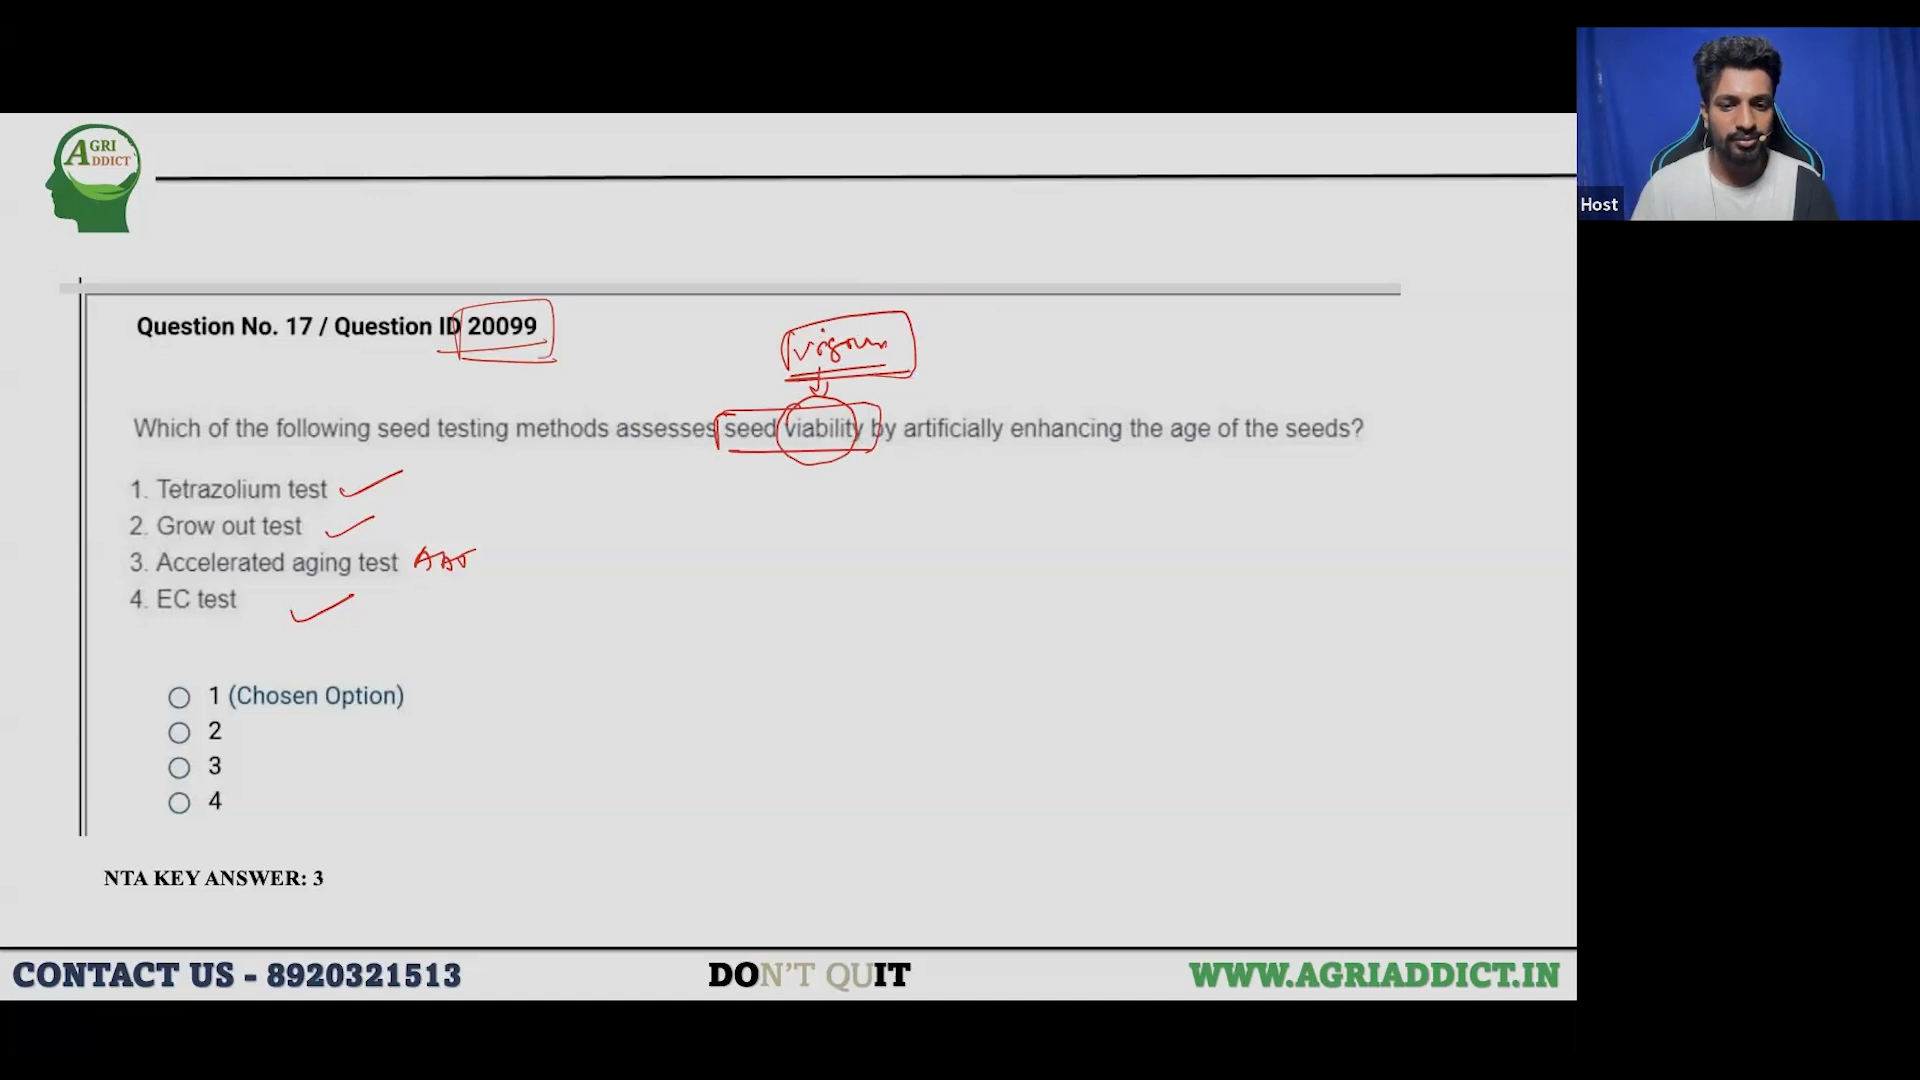 AGRI
ADDICT
Host
Question No. 17 / Question ID 20099
vigour
Which of the following seed testing methods assesses seed viability by artificially enhancing the age of the seeds?
1. Tetrazolium test
2. Grow out test
3. Accelerated aging test AAT
4. EC test
1 (Chosen Option)
2
3
4
NTA KEY ANSWER: 3
CONTACT US - 8920321513
DON'T QUIT
WWW.AGRIADDICT.IN